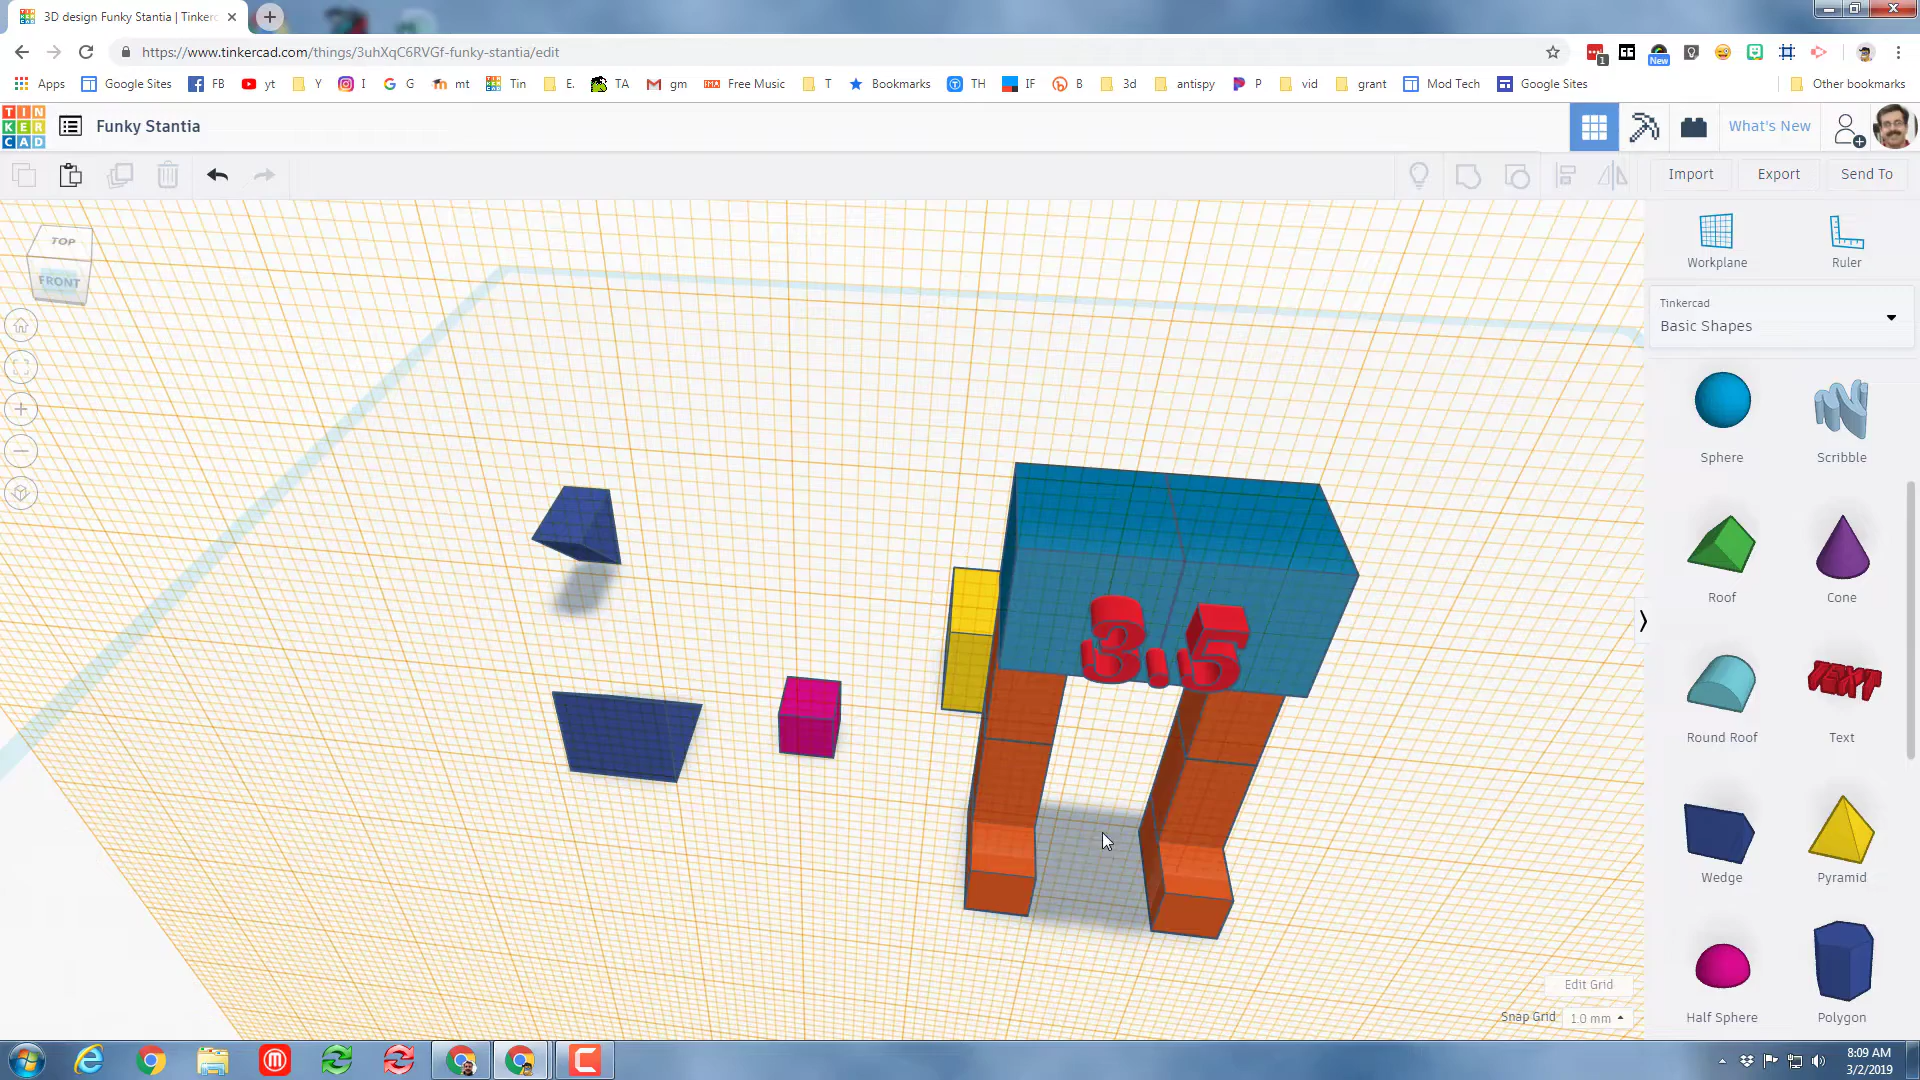 3D design Funky Stantia | Tinkerc
https://www.tinkercad.com/things/3uhXqC6RVGf-funky-stantia/edit
1
New
Apps Google Sites FB yt Y I G mt Tin E. TA gm Free Music T Bookmarks TH IF B 3d antispy P vid grant Mod Tech Google Sites Other bookmarks
TIN
KER
CAD
Funky Stantia
What's New
Import Export Send To
TOP
FRONT
Workplane Ruler
Tinkercad
Basic Shapes
Sphere Scribble
Roof Cone
TEXT
Round Roof Text
Wedge Pyramid
Half Sphere Polygon
3.5
Edit Grid
Snap Grid 1.0 mm
8:09 AM
3/2/2019